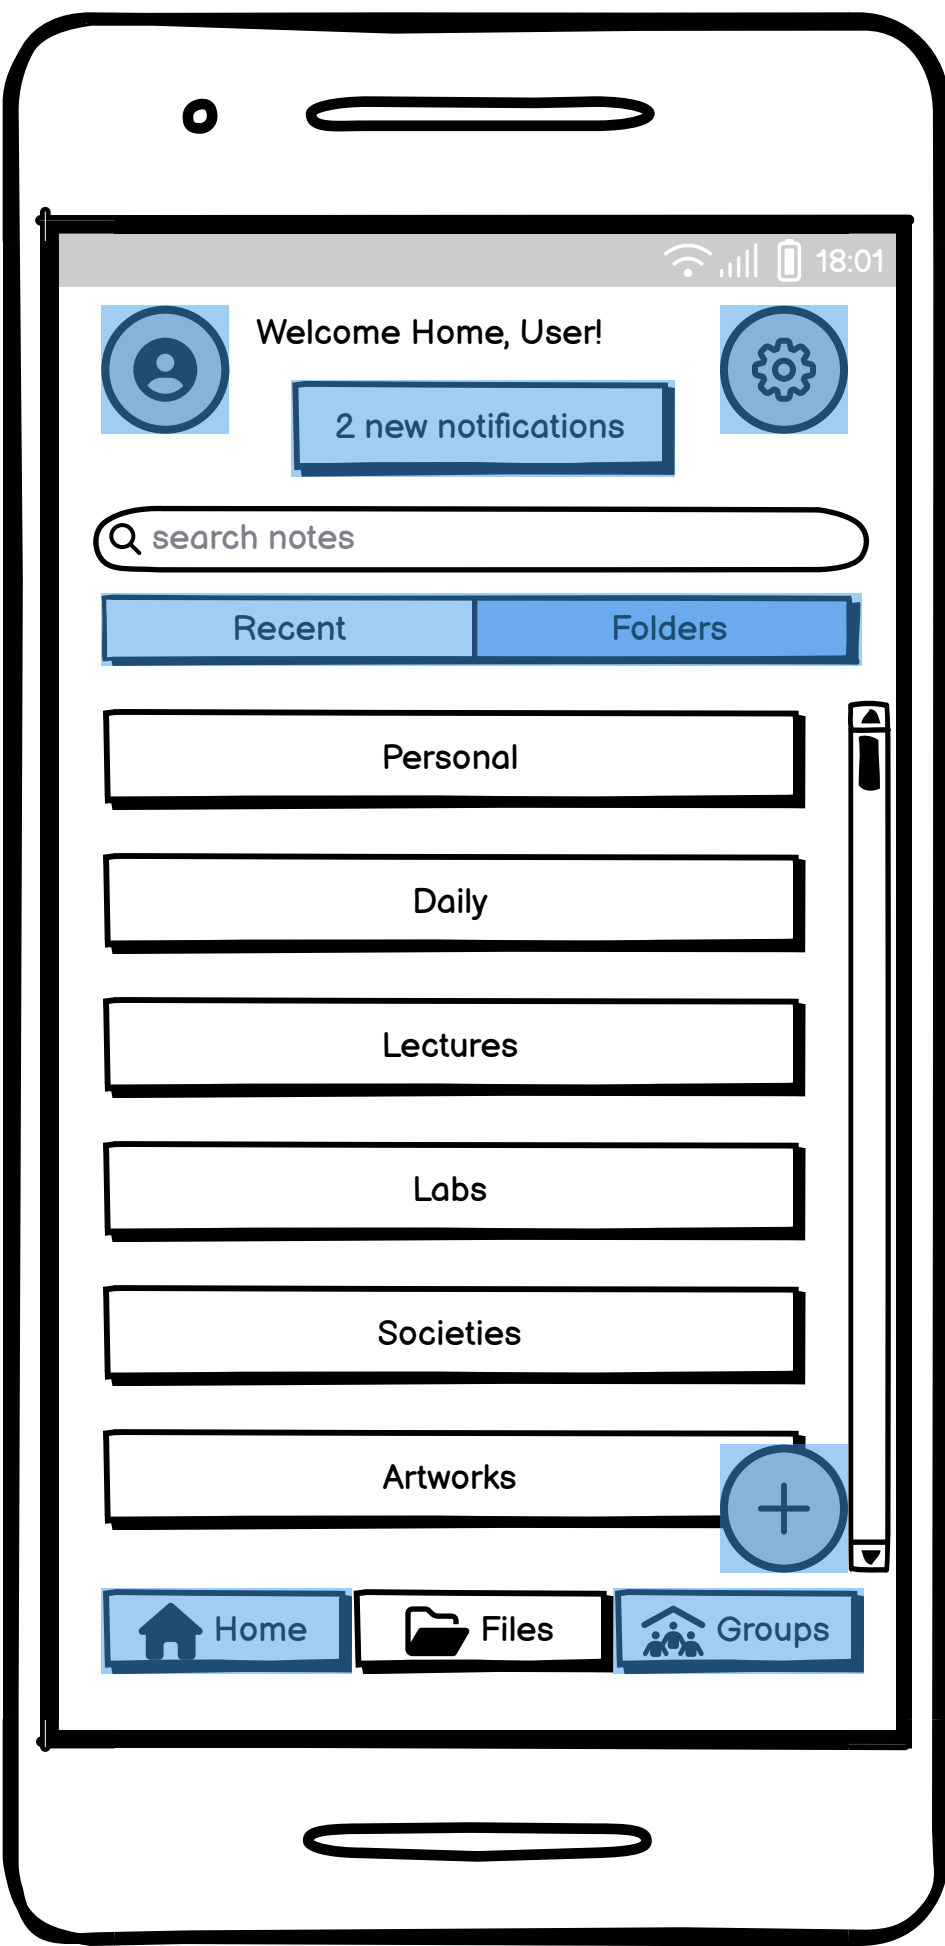 18:01
Welcome Home, User!
2 new notifications
search notes
Recent Folders
Personal
Daily
Lectures
Labs
Societies
Artworks
Home Files Groups